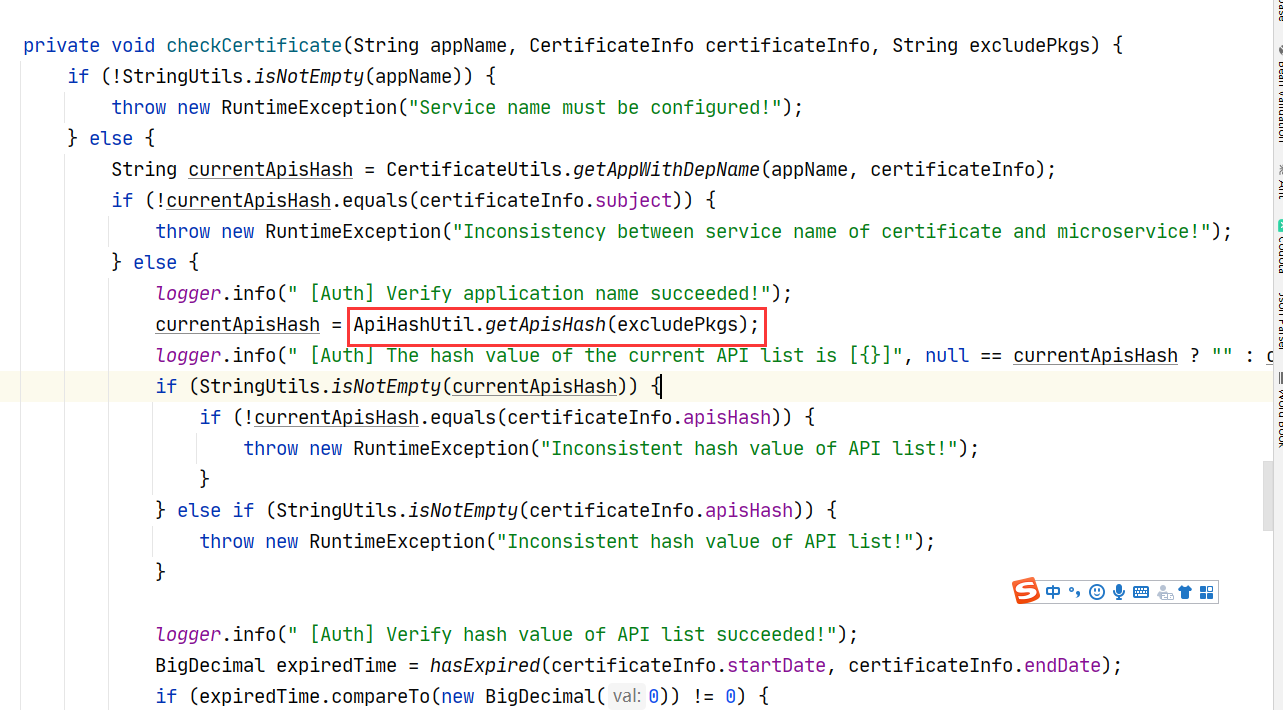 private void checkCertificate(String appName, CertificateInfo certificateInfo, String excludePkgs) {
if (!StringUtils.isNotEmpty(appName)) {
throw new RuntimeException("Service name must be configured!");
} else {
String currentApisHash = CertificateUtils.getAppWithDepName(appName, certificateInfo);
if (!currentApisHash.equals(certificateInfo.subject)) {
throw new RuntimeException("Inconsistency between service name of certificate and microservice!");
} else {
logger.info(" [Auth] Verify application name succeeded!");
currentApisHash = ApiHashUtil.getApisHash(excludePkgs);
logger.info(" [Auth] The hash value of the current API list is [{}]", null == currentApisHash ? "" :
if (StringUtils.isNotEmpty(currentApisHash)) {
if (!currentApisHash.equals(certificateInfo.apisHash)) {
throw new RuntimeException("Inconsistent hash value of API list!");
}
} else if (StringUtils.isNotEmpty(certificateInfo.apisHash)) {
throw new RuntimeException("Inconsistent hash value of API list!");
}
中
logger.info(" [Auth] Verify hash value of API list succeeded!");
BigDecimal expiredTime = hasExpired(certificateInfo.startDate, certificateInfo.endDate);
if (expiredTime.compareTo(new BigDecimal( val: 0)) != 0) {